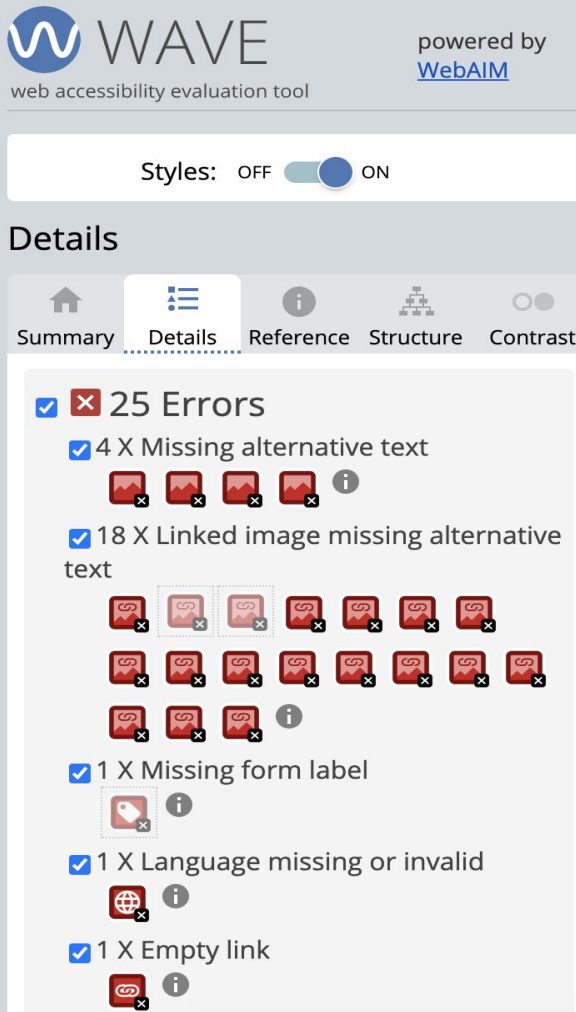 WAVE
web accessibility evaluation tool
powered by
WebAIM
Styles: OFF ON
Details
Summary Details Reference Structure Contrast
25 Errors
4 X Missing alternative text
18 X Linked image missing alternative
text
1 X Missing form label
1 X Language missing or invalid
1 X Empty link